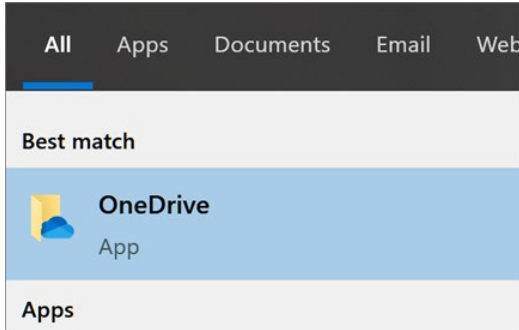 All Apps Documents Email Web
Best match
OneDrive
App
Apps